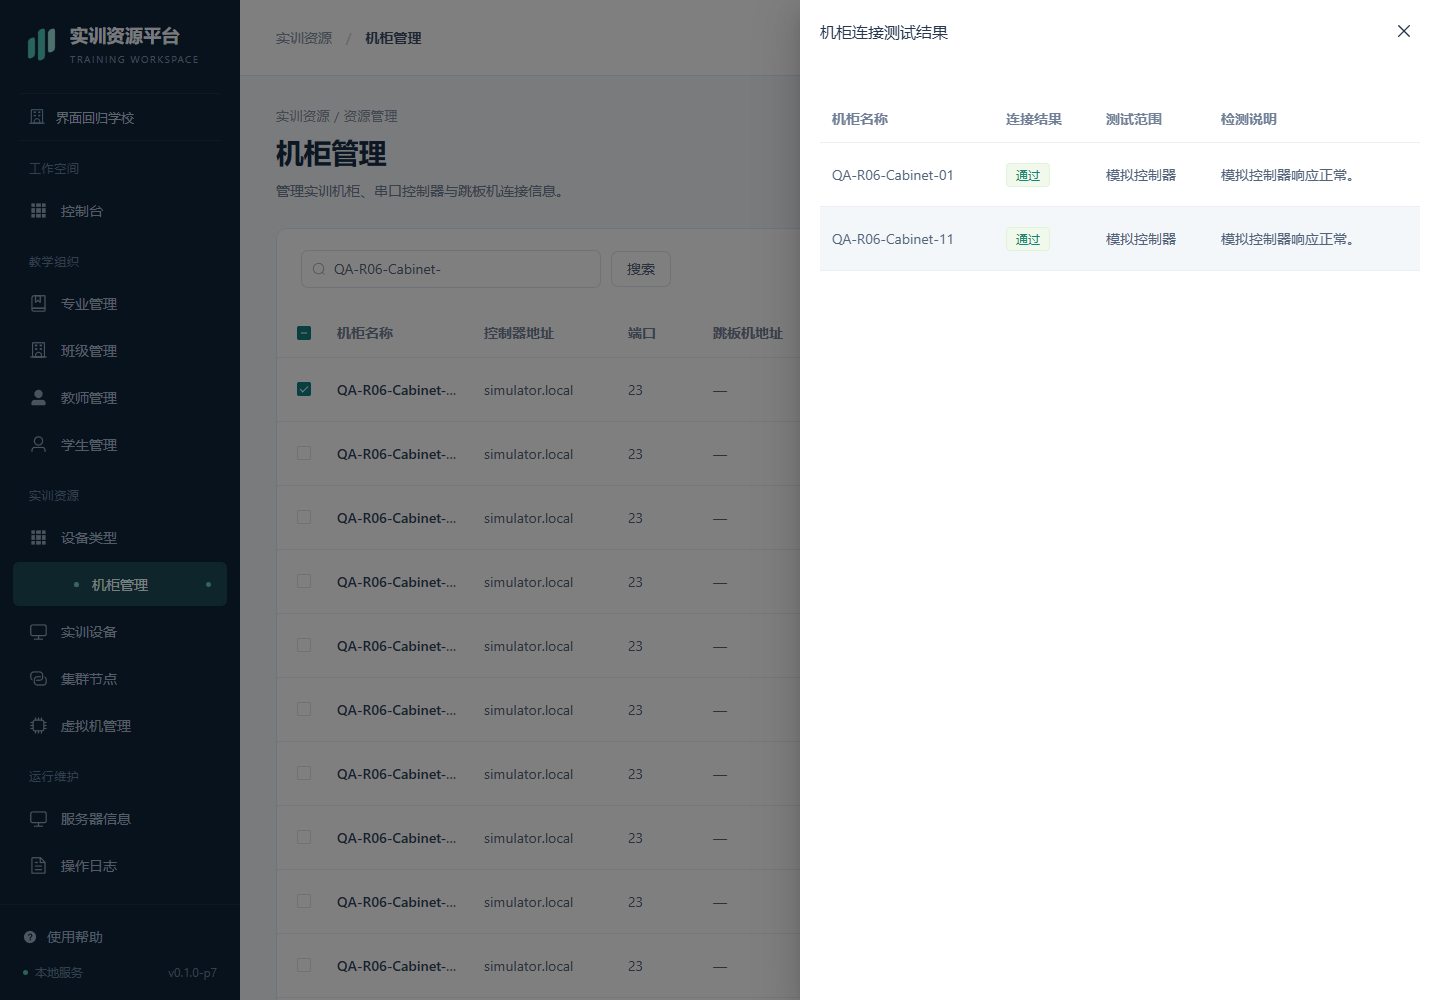 实训资源平台
TRAINING WORKSPACE
界面回归学校
工作空间
控制台
教学组织
专业管理
班级管理
教师管理
学生管理
实训资源
设备类型
机柜管理
实训设备
集群节点
虚拟机管理
运行维护
服务器信息
操作日志
使用帮助
本地服务 v0.1.0-p7
实训资源 / 机柜管理
实训资源 / 资源管理
机柜管理
管理实训机柜、串口控制器与跳板机连接信息。
QA-R06-Cabinet- 搜索
机柜名称 控制器地址 端口 跳板机地址
QA-R06-Cabinet-... simulator.local 23 —
QA-R06-Cabinet-... simulator.local 23 —
QA-R06-Cabinet-... simulator.local 23 —
QA-R06-Cabinet-... simulator.local 23 —
QA-R06-Cabinet-... simulator.local 23 —
QA-R06-Cabinet-... simulator.local 23 —
QA-R06-Cabinet-... simulator.local 23 —
QA-R06-Cabinet-... simulator.local 23 —
QA-R06-Cabinet-... simulator.local 23 —
QA-R06-Cabinet-... simulator.local 23 —
机柜连接测试结果
机柜名称 连接结果 测试范围 检测说明
QA-R06-Cabinet-01 通过 模拟控制器 模拟控制器响应正常。
QA-R06-Cabinet-11 通过 模拟控制器 模拟控制器响应正常。